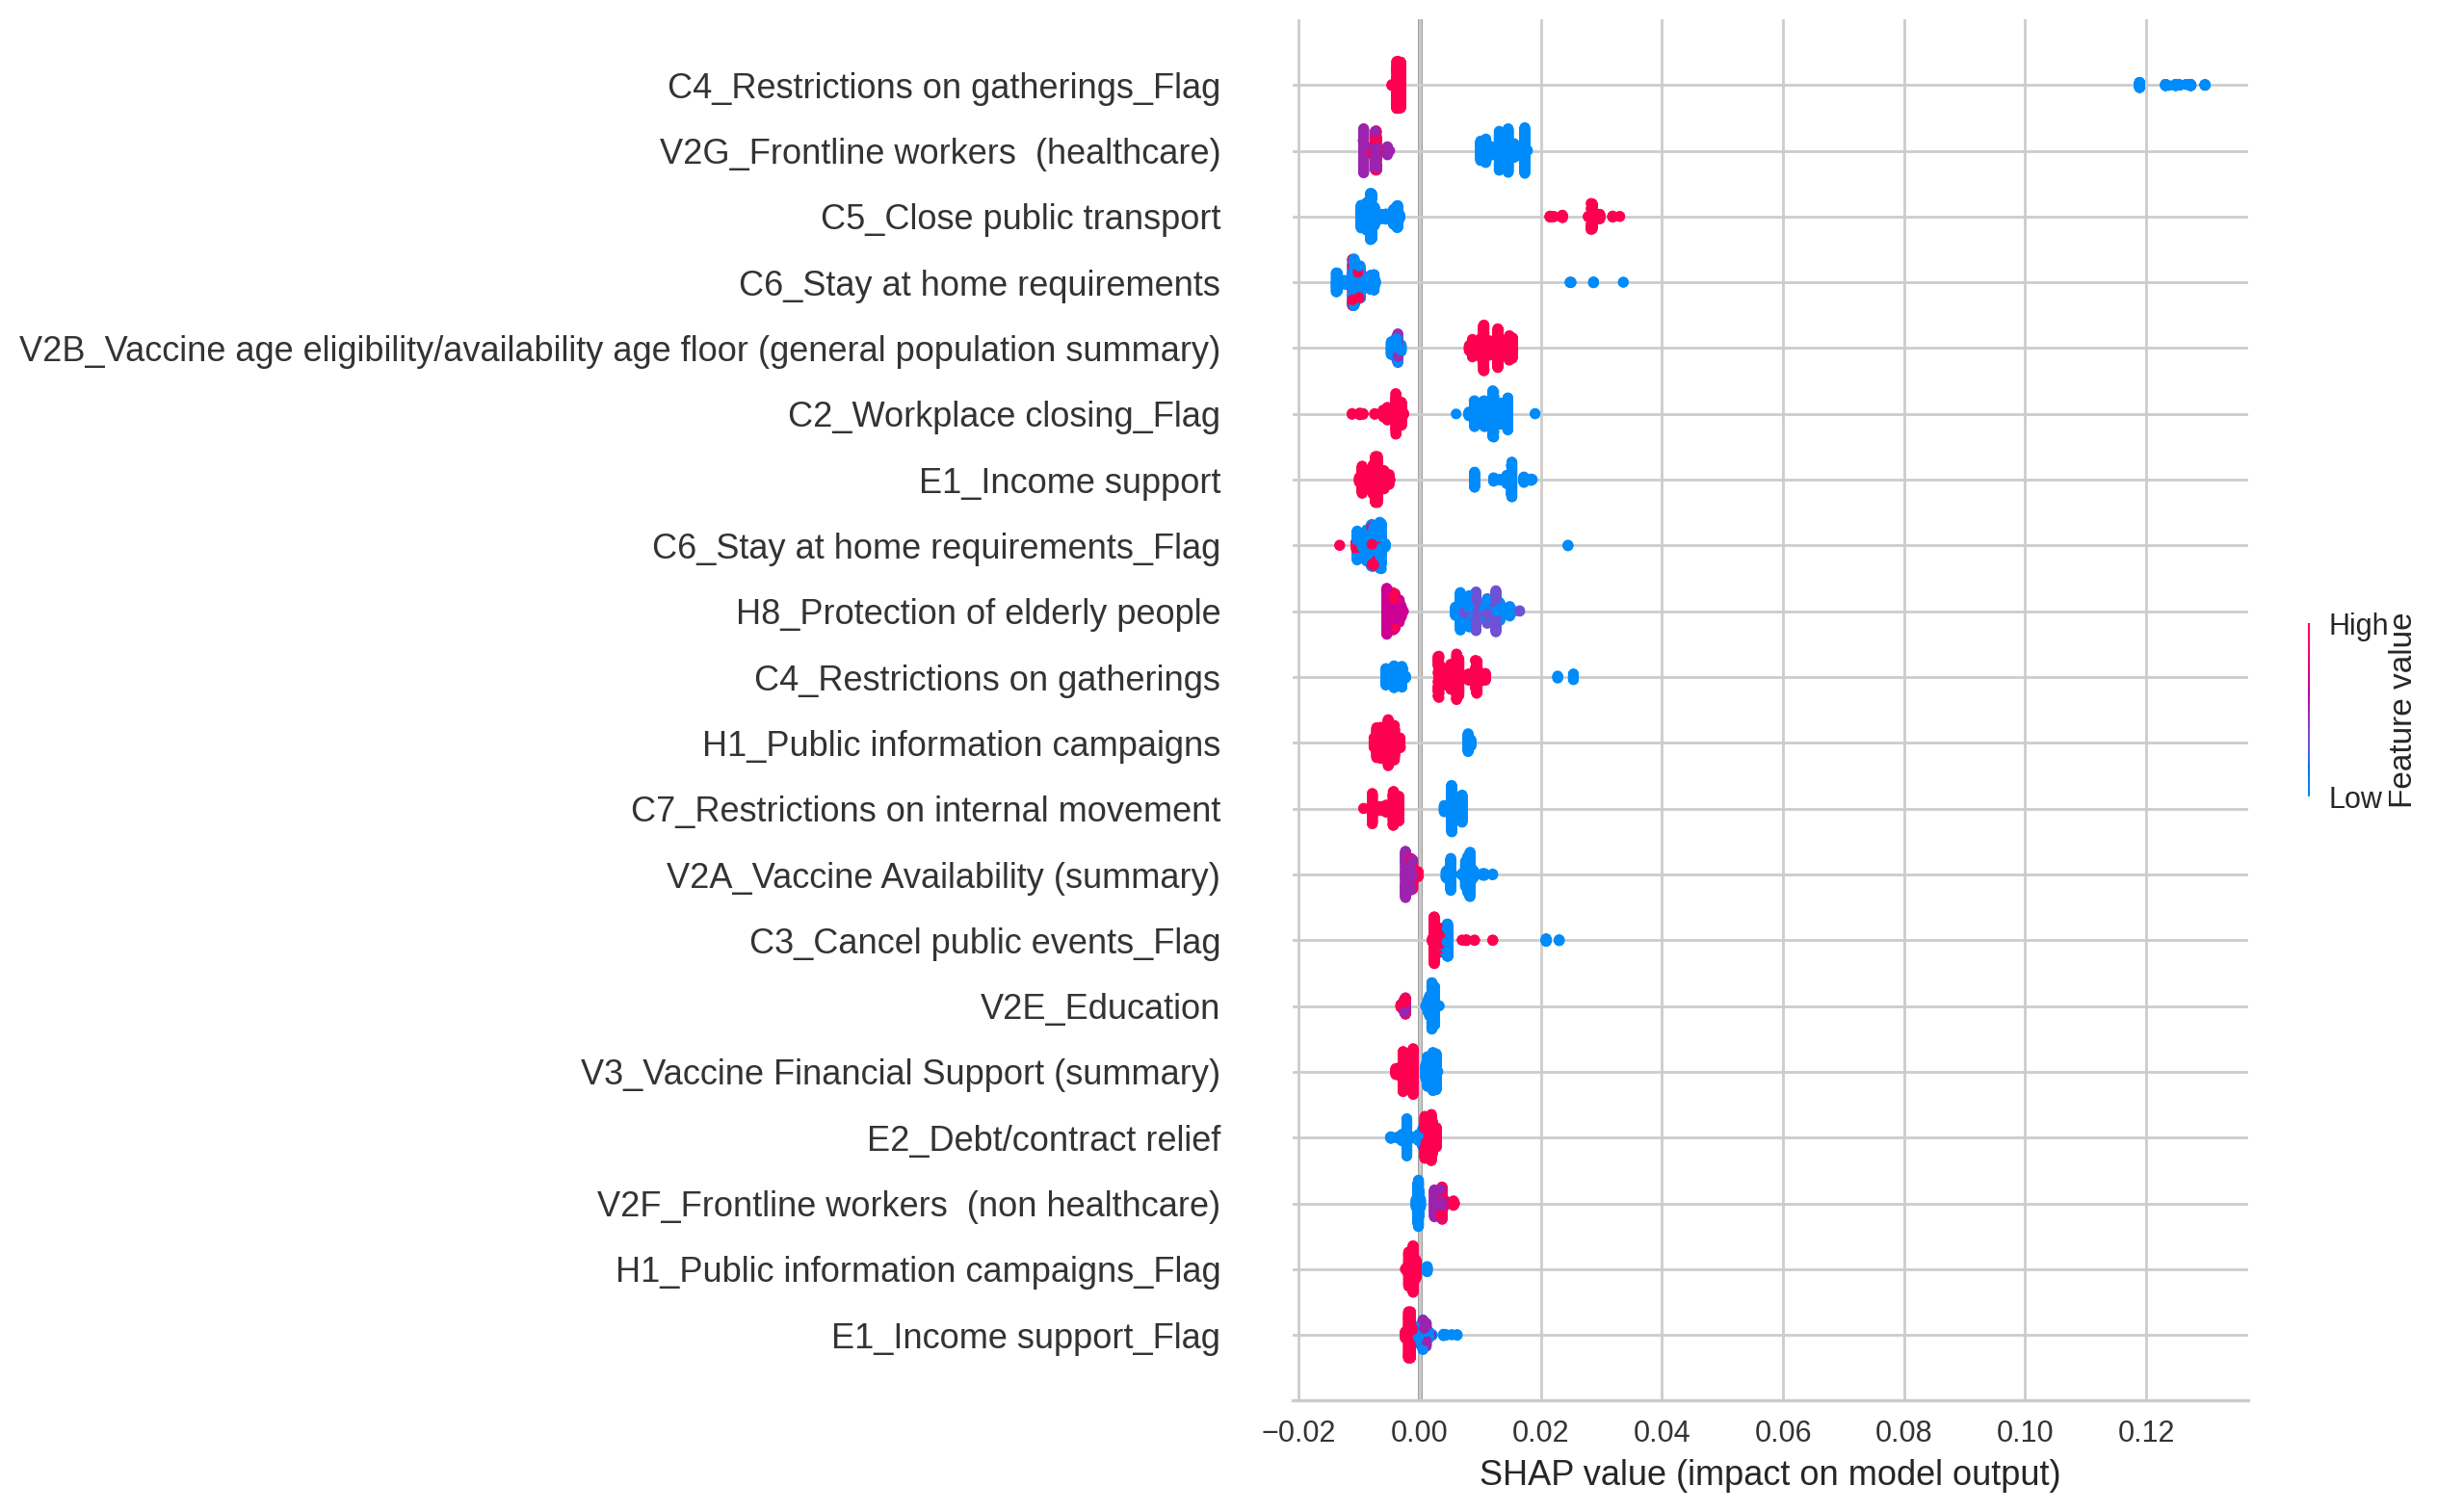 C4_Restrictions on gatherings_Flag
V2G_Frontline workers  (healthcare)
C5_Close public transport
C6_Stay at home requirements
V2B_Vaccine age eligibility/availability age floor (general population summary)
C2_Workplace closing_Flag
E1_Income support
C6_Stay at home requirements_Flag
H8_Protection of elderly people
C4_Restrictions on gatherings
H1_Public information campaigns
C7_Restrictions on internal movement
V2A_Vaccine Availability (summary)
C3_Cancel public events_Flag
V2E_Education
V3_Vaccine Financial Support (summary)
E2_Debt/contract relief
V2F_Frontline workers  (non healthcare)
H1_Public information campaigns_Flag
E1_Income support_Flag
−0.02 0.00 0.02 0.04 0.06 0.08 0.10 0.12
SHAP value (impact on model output)
High
Low
Feature value